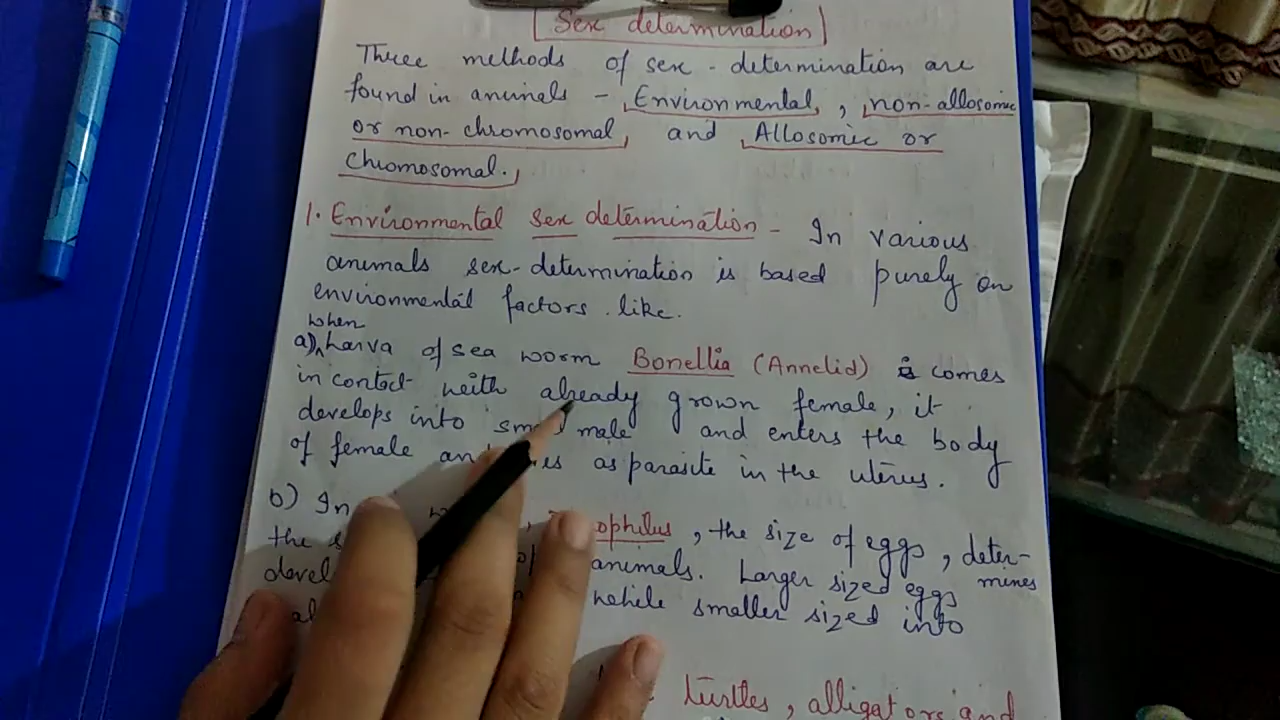 Sex determination
Three methods of sex-determination are
found in animals - Environmental, non-allosomic
or non-chromosomal, and Allosomic or
Chromosomal.
1. Environmental sex determination - In various
animals sex-determination is based purely on
environmental factors like.
when
a) Larva of sea worm Bonellia (Annelid) comes
in contact with already grown female, it
develops into male and enters the body
of female as parasite in the uterus.
b) In , the size of eggs, deter-
the animals. Larger sized eggs mines
while smaller sized into
turtles, alligators and